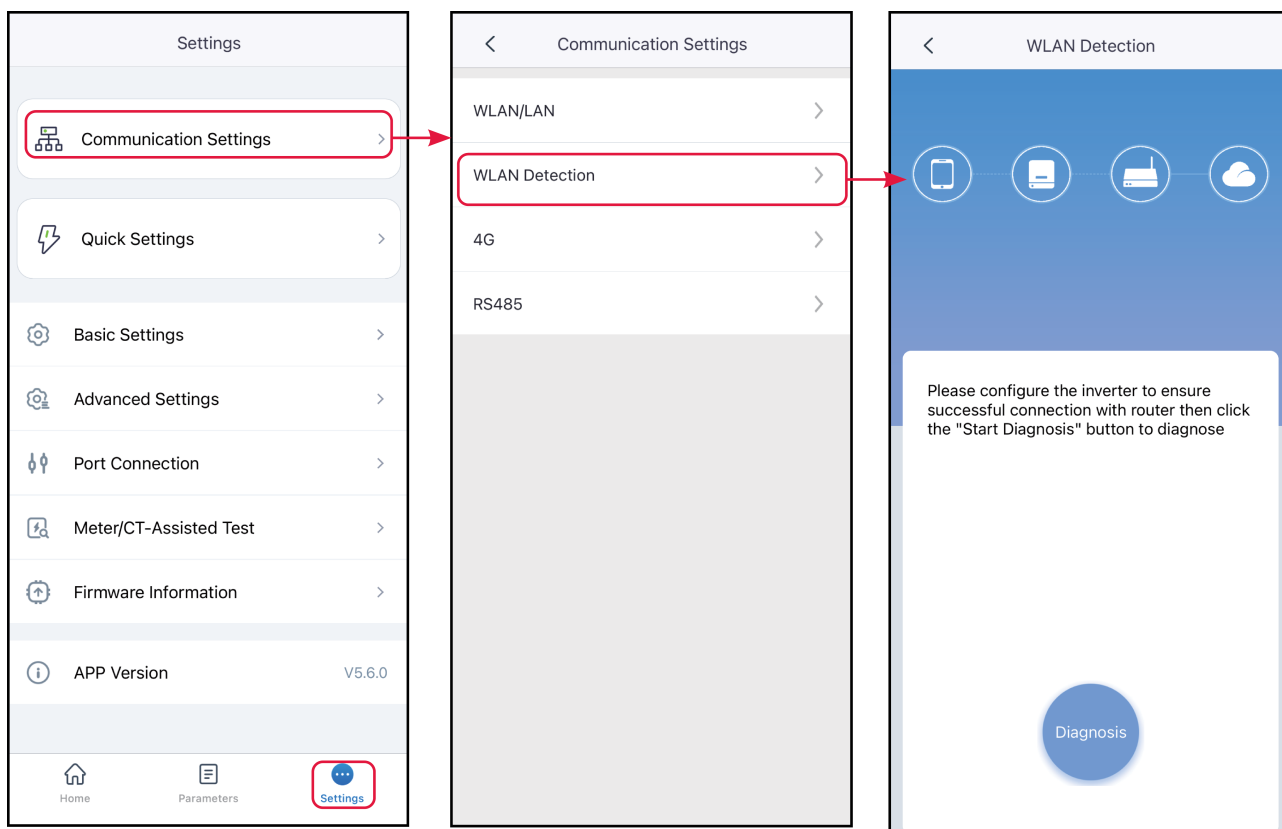 Settings
Communication Settings
Quick Settings
Basic Settings
Advanced Settings
Port Connection
Meter/CT-Assisted Test
Firmware Information
APP Version V5.6.0
Home Parameters Settings
Communication Settings
WLAN/LAN
WLAN Detection
4G
RS485
WLAN Detection
Please configure the inverter to ensure
successful connection with router then click
the "Start Diagnosis" button to diagnose
Diagnosis